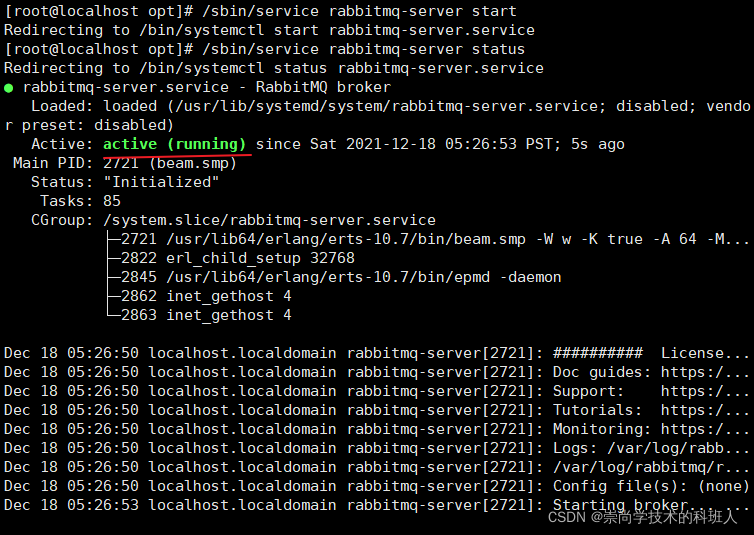 [root@localhost opt]# /sbin/service rabbitmq-server start
Redirecting to /bin/systemctl start rabbitmq-server.service
[root@localhost opt]# /sbin/service rabbitmq-server status
Redirecting to /bin/systemctl status rabbitmq-server.service
● rabbitmq-server.service - RabbitMQ broker
   Loaded: loaded (/usr/lib/systemd/system/rabbitmq-server.service; disabled; vendo
r preset: disabled)
   Active: active (running) since Sat 2021-12-18 05:26:53 PST; 5s ago
 Main PID: 2721 (beam.smp)
   Status: "Initialized"
    Tasks: 85
   CGroup: /system.slice/rabbitmq-server.service
           ├─2721 /usr/lib64/erlang/erts-10.7/bin/beam.smp -W w -K true -A 64 -M...
           ├─2822 erl_child_setup 32768
           ├─2845 /usr/lib64/erlang/erts-10.7/bin/epmd -daemon
           ├─2862 inet_gethost 4
           └─2863 inet_gethost 4

Dec 18 05:26:50 localhost.localdomain rabbitmq-server[2721]: ##########  License...
Dec 18 05:26:50 localhost.localdomain rabbitmq-server[2721]: Doc guides: https:/...
Dec 18 05:26:50 localhost.localdomain rabbitmq-server[2721]: Support:    https:/...
Dec 18 05:26:50 localhost.localdomain rabbitmq-server[2721]: Tutorials:  https:/...
Dec 18 05:26:50 localhost.localdomain rabbitmq-server[2721]: Monitoring: https:/...
Dec 18 05:26:50 localhost.localdomain rabbitmq-server[2721]: Logs: /var/log/rabb...
Dec 18 05:26:50 localhost.localdomain rabbitmq-server[2721]: /var/log/rabbitmq/r...
Dec 18 05:26:50 localhost.localdomain rabbitmq-server[2721]: Config file(s): (none)
Dec 18 05:26:53 localhost.localdomain rabbitmq-server[2721]: Starting broker... ...
CSDN @崇尚学技术的科班人